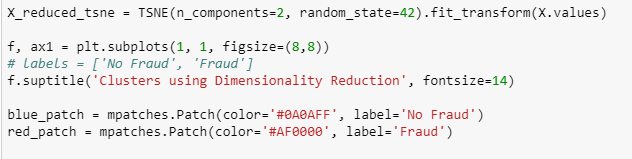 X_reduced_tsne = TSNE(n_components=2, random_state=42).fit_transform(X.values)
f, ax1 = plt.subplots(1, 1, figsize=(8,8))
# labels = ['No Fraud', 'Fraud']
f.suptitle('Clusters using Dimensionality Reduction', fontsize=14)
blue_patch = mpatches.Patch(color='#0A0AFF', label='No Fraud')
red_patch = mpatches.Patch(color='#AF0000', label='Fraud')